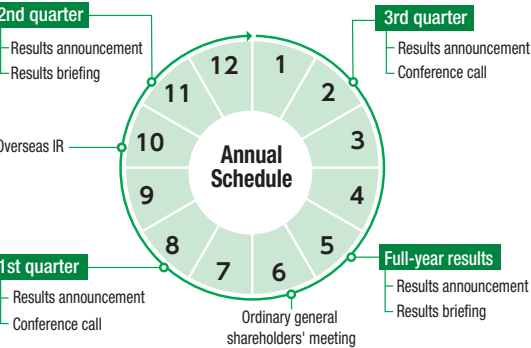 2nd quarter
Results announcement
Results briefing
3rd quarter
Results announcement
Conference call
12
1
2
3
4
5
6
7
8
9
10
11
Annual
Schedule
Overseas IR
1st quarter
Results announcement
Conference call
Full-year results
Results announcement
Results briefing
Ordinary general
shareholders' meeting